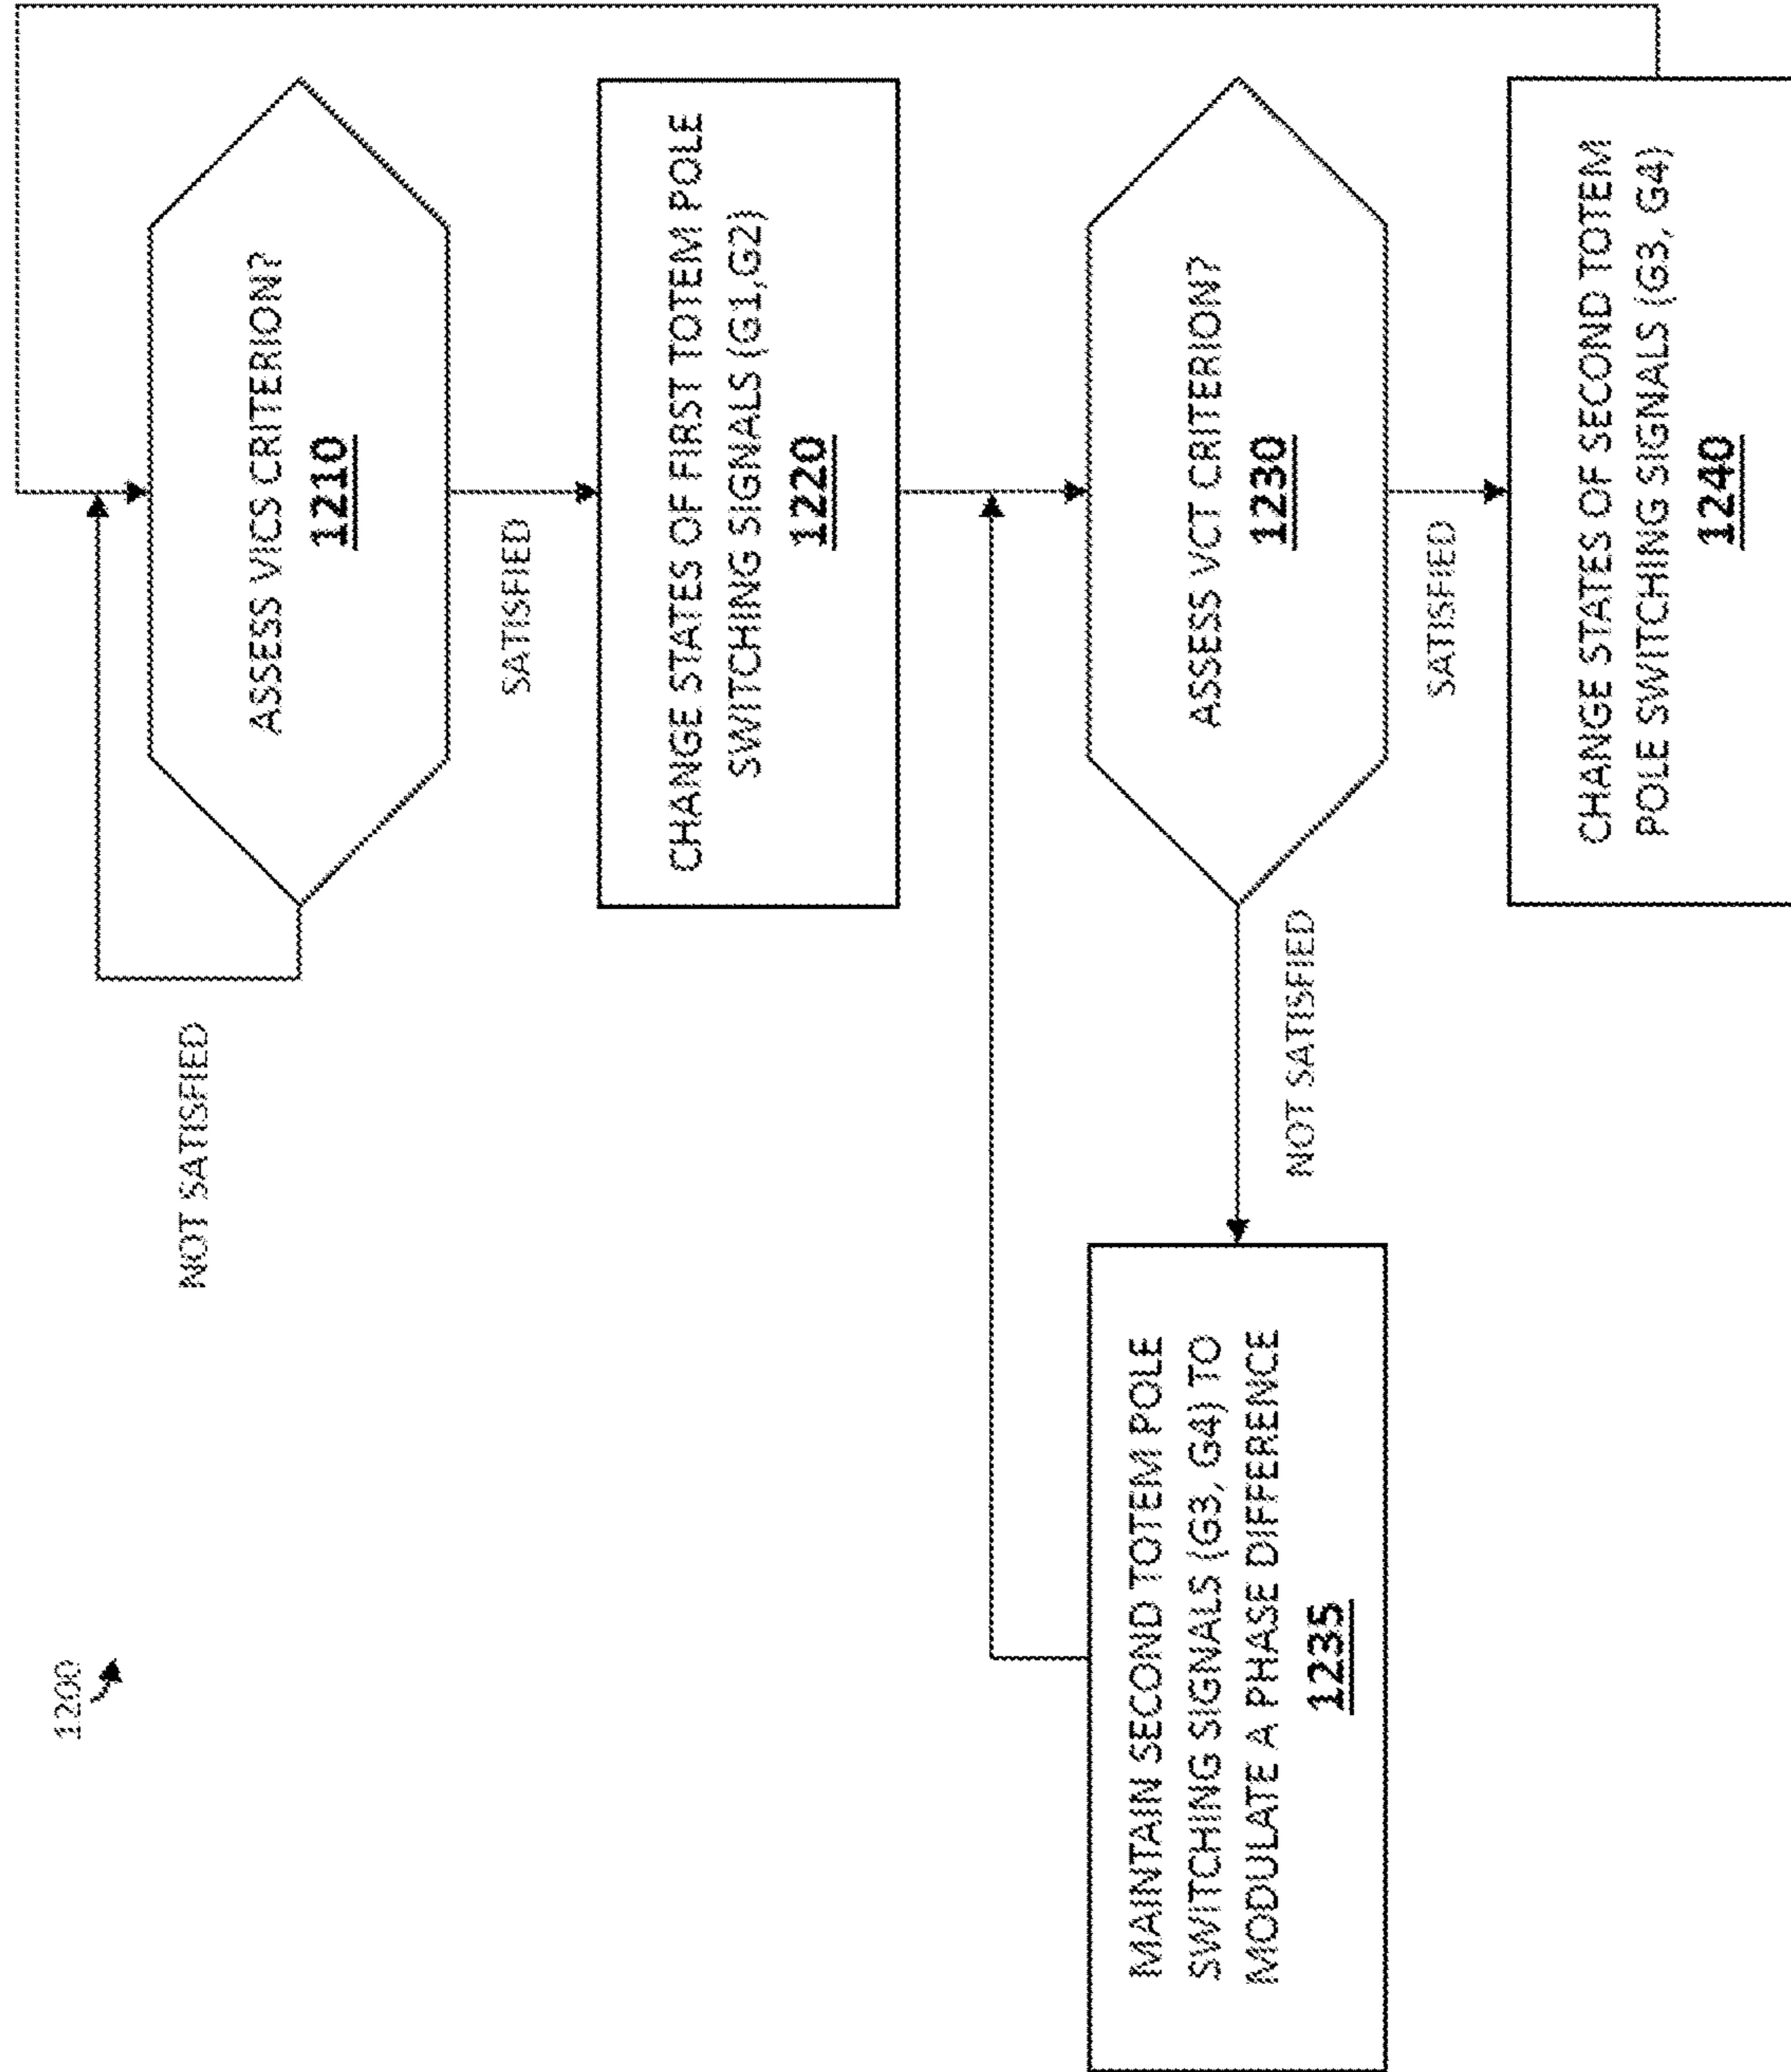 1200
NOT SATISFIED
ASSESS VICS CRITERION?
1210
SATISFIED
CHANGE STATES OF FIRST TOTEM POLE
SWITCHING SIGNALS (G1,G2)
1220
ASSESS VCT CRITERION?
1230
NOT SATISFIED
MAINTAIN SECOND TOTEM POLE
SWITCHING SIGNALS (G3, G4) TO
MODULATE A PHASE DIFFERENCE
1235
SATISFIED
CHANGE STATES OF SECOND TOTEM
POLE SWITCHING SIGNALS (G3, G4)
1240